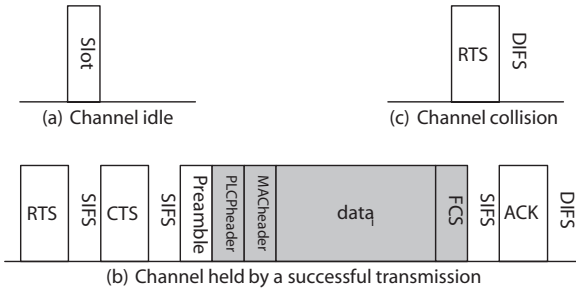 Slot
(a) Channel idle
RTS
DIFS
(c) Channel collision
RTS
SIFS
CTS
SIFS
Preamble
PLCPheader
MACheader
data
FCS
SIFS
ACK
DIFS
(b) Channel held by a successful transmission